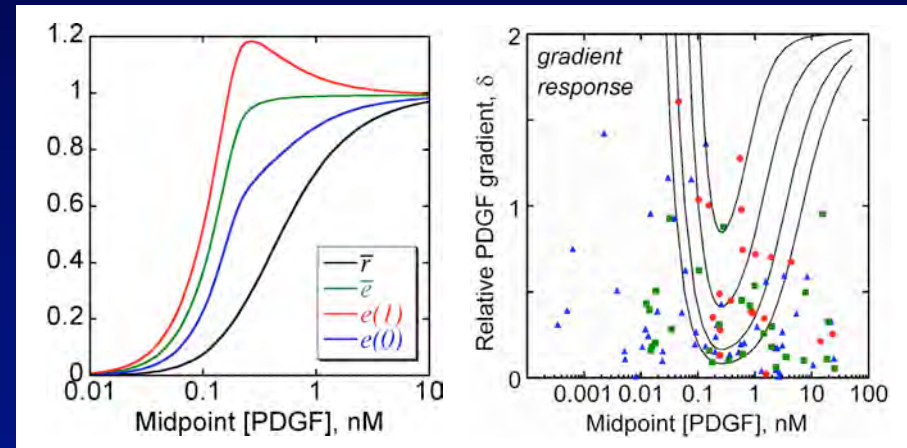 1.2
1
0.8
0.6
0.4
0.2
0
0.01
0.1
1
10
r̅
e̅
e(1)
e(0)
Midpoint [PDGF], nM
gradient
response
2
1
0
Relative PDGF gradient, δ
0.001
0.01
0.1
1
10
100
Midpoint [PDGF], nM